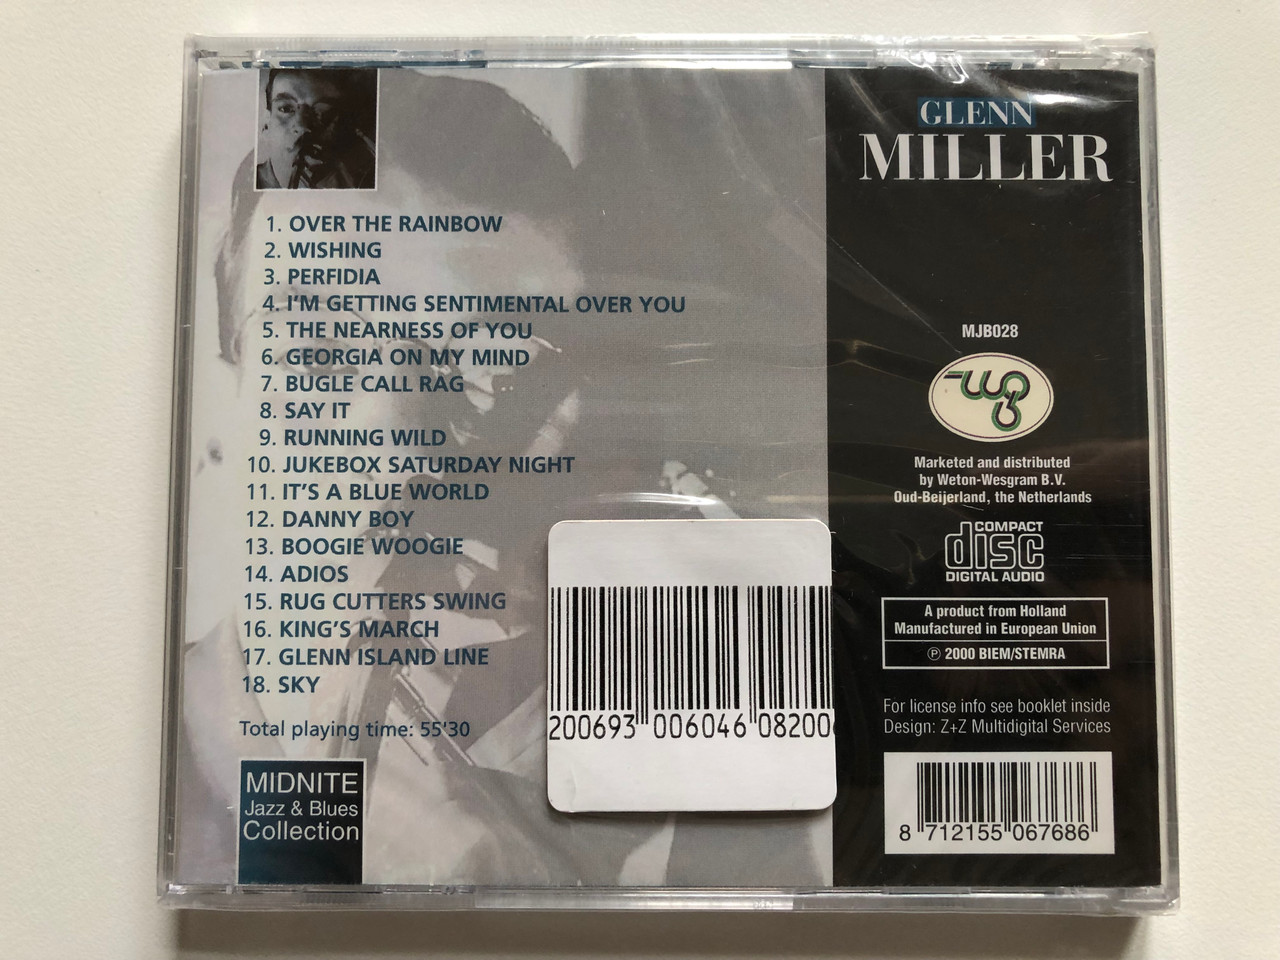 GLENN
MILLER
1. OVER THE RAINBOW
2. WISHING
3. PERFIDIA
4. I'M GETTING SENTIMENTAL OVER YOU
5. THE NEARNESS OF YOU
6. GEORGIA ON MY MIND
7. BUGLE CALL RAG
8. SAY IT
9. RUNNING WILD
10. JUKEBOX SATURDAY NIGHT
11. IT'S A BLUE WORLD
12. DANNY BOY
13. BOOGIE WOOGIE
14. ADIOS
15. RUG CUTTERS SWING
16. KING'S MARCH
17. GLENN ISLAND LINE
18. SKY
Total playing time: 55'30
MIDNITE
Jazz & Blues
Collection
200693 006046 08200
MJB028
Marketed and distributed
by Weton-Wesgram B.V.
Oud-Beijerland, the Netherlands
COMPACT
disc
DIGITAL AUDIO
A product from Holland
Manufactured in European Union
℗ 2000 BIEM/STEMRA
For license info see booklet inside
Design: Z+Z Multidigital Services
8 712155 067686